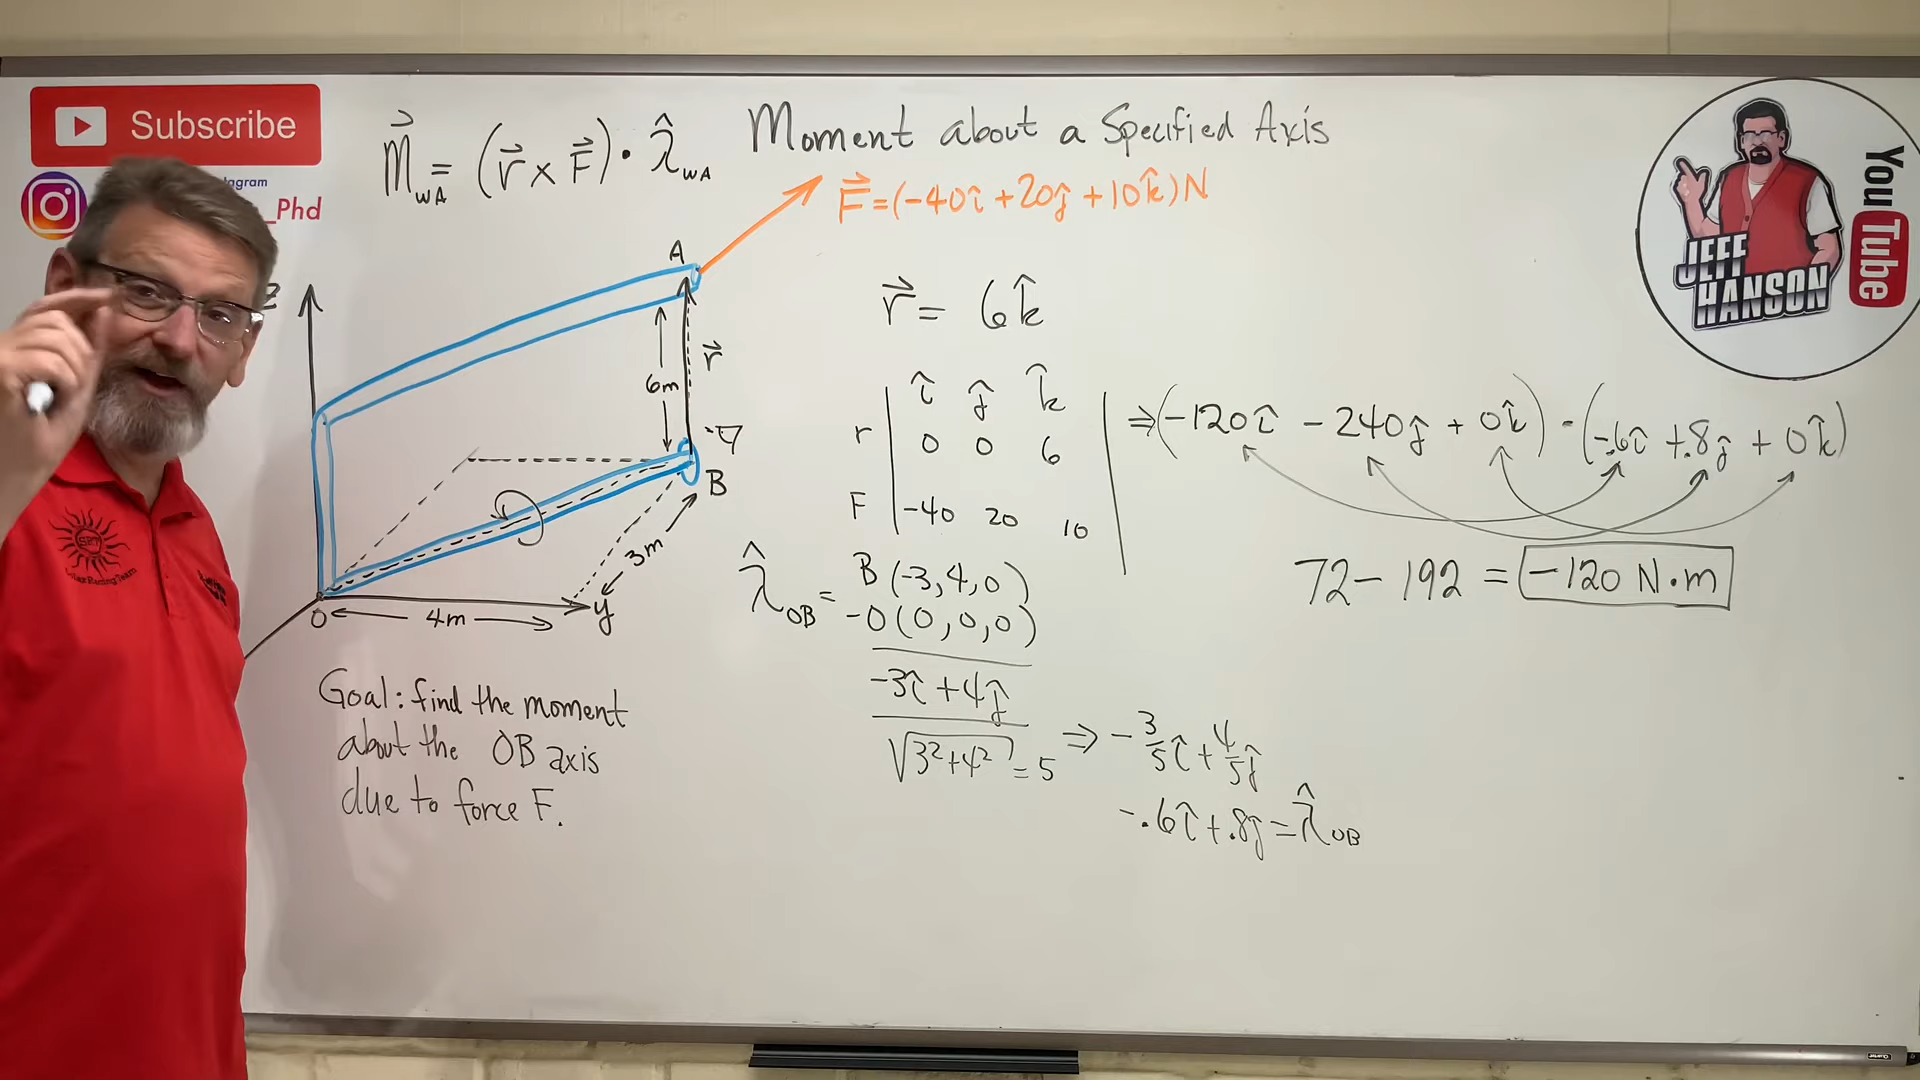 Subscribe
M⃗_WA = (r⃗ x F⃗) · λ̂_WA
Moment about a Specified Axis
_Phd
F⃗ = (-40î + 20ĵ + 10k̂) N
YouTube
JEFF
HANSON
A
6m
r⃗
B
3m
O
4m
y
r⃗ = 6k̂
î ĵ k̂
r 0 0 6
F -40 20 10
⇒ (-120î - 240ĵ + 0k̂) · (-.6î + .8ĵ + 0k̂)
72 - 192 = -120 N·m
λ̂_OB = B (-3, 4, 0)
-O (0, 0, 0)
-3î + 4ĵ
√3² + 4² = 5 ⇒ -3/5 î + 4/5 ĵ
-.6î + .8ĵ = λ̂_OB
Goal: find the moment
about the OB axis
due to force F.